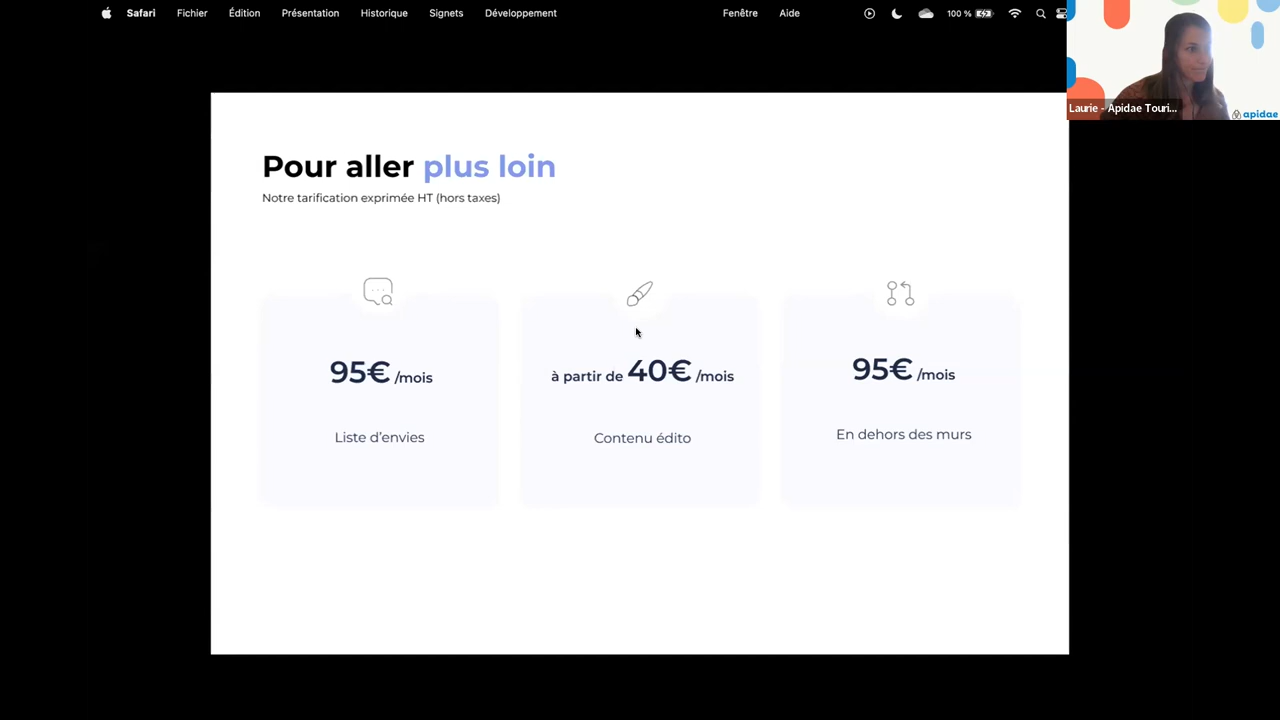 Safari Fichier Édition Présentation Historique Signets Développement Fenêtre Aide 100 %
Laurie - Apidae Touri...
apidae
Pour aller plus loin
Notre tarification exprimée HT (hors taxes)
95€ /mois
Liste d'envies
à partir de 40€ /mois
Contenu édito
95€ /mois
En dehors des murs